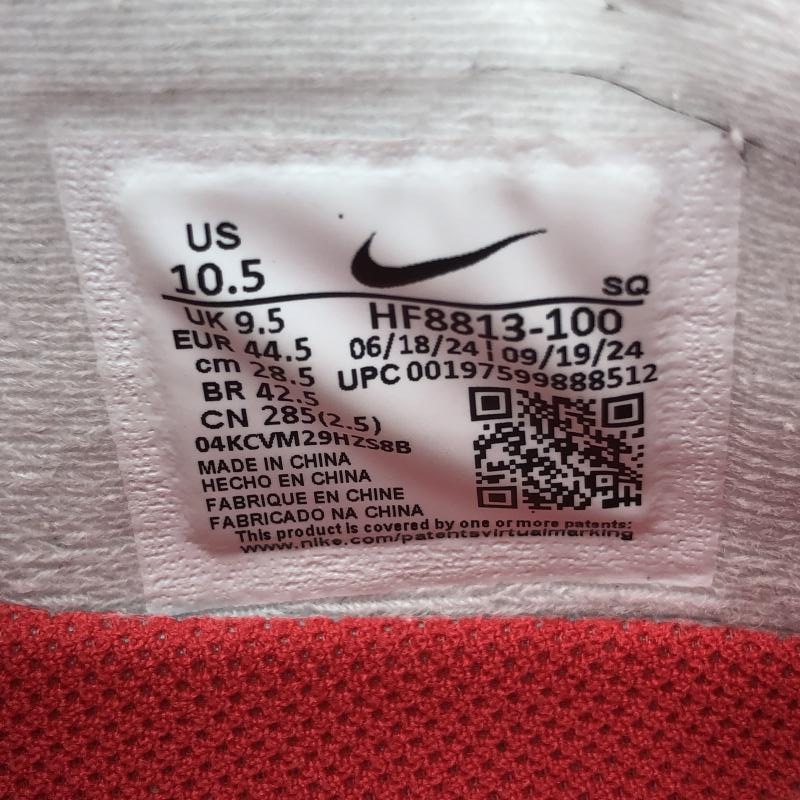 US
10.5
SQ
UK 9.5
EUR 44.5
cm 28.5
BR 42.5
CN 285(2.5)
04KCVM29HZS8B
HF8813-100
06/18/24 | 09/19/24
UPC 00197599888512
MADE IN CHINA
HECHO EN CHINA
FABRIQUE EN CHINE
FABRICADO NA CHINA
This product is covered by one or more patents:
www.nike.com/patentsvirtualmarking